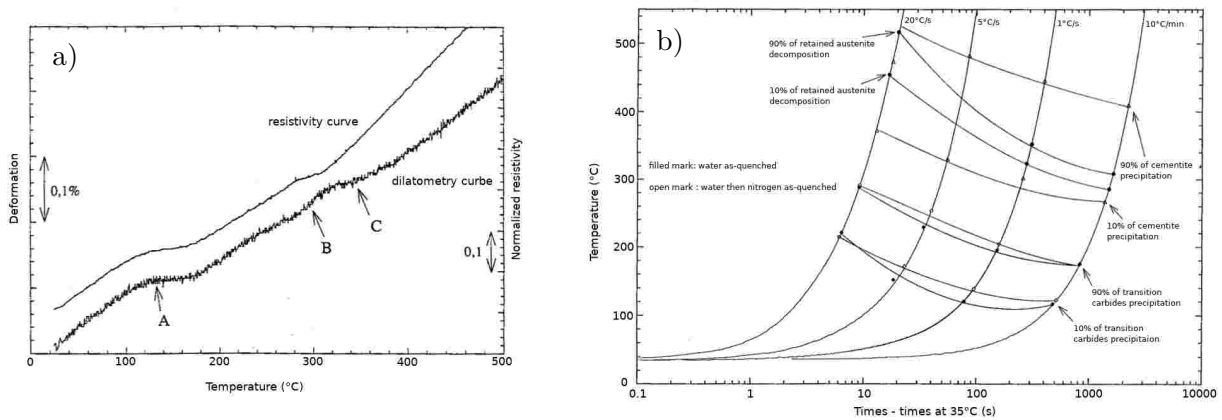 a)
resistivity curve
dilatometry curbe
0,1%
0,1
A
B
C
Deformation
Normalized resistivity
0
100
200
300
400
500
Temperature (°C)
b)
20°C/s
5°C/s
1°C/s
10°C/min
90% of retained austenite
decomposition
10% of retained austenite
decomposition
filled mark: water as-quenched
open mark : water then nitrogen as-quenched
90% of cementite
precipitation
10% of cementite
precipitation
90% of transition
carbides precipitation
10% of transition
carbides preipitation
Temperature (°C)
500
400
300
200
100
0
0.1
1
10
100
1000
10000
Times - times at 35°C (s)